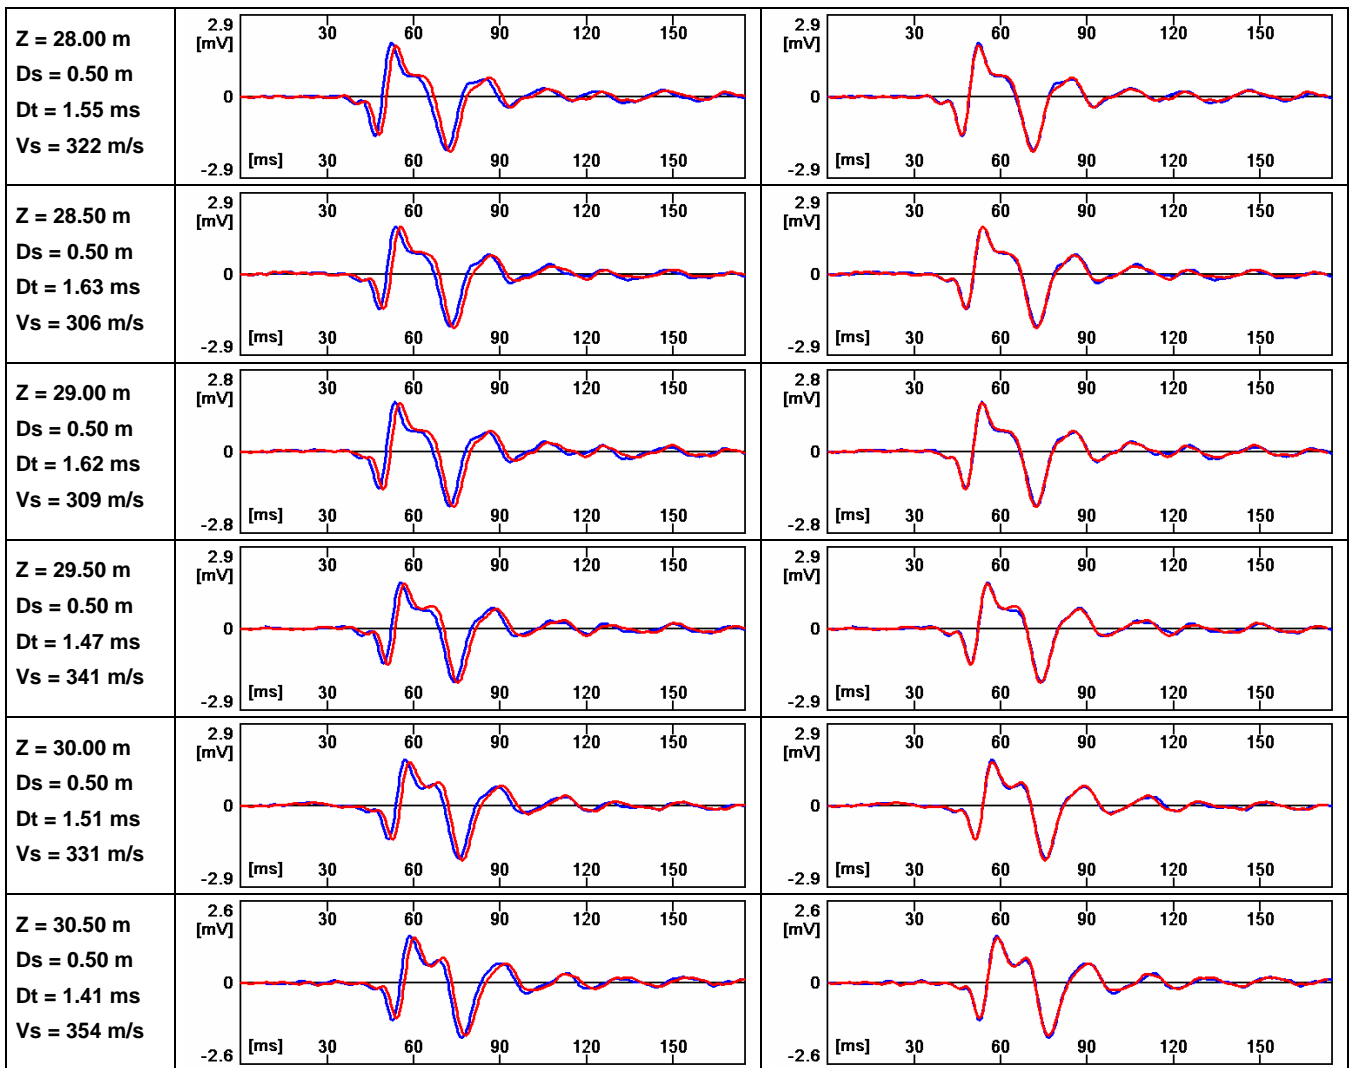 Z = 28.00 m
Ds = 0.50 m
Dt = 1.55 ms
Vs = 322 m/s
2.9 30 60 90 120 150
[mV]
0
[ms]
-2.9 30 60 90 120 150
2.9 30 60 90 120 150
[mV]
0
[ms]
-2.9 30 60 90 120 150
Z = 28.50 m
Ds = 0.50 m
Dt = 1.63 ms
Vs = 306 m/s
2.9 30 60 90 120 150
[mV]
0
[ms]
-2.9 30 60 90 120 150
2.9 30 60 90 120 150
[mV]
0
[ms]
-2.9 30 60 90 120 150
Z = 29.00 m
Ds = 0.50 m
Dt = 1.62 ms
Vs = 309 m/s
2.8 30 60 90 120 150
[mV]
0
[ms]
-2.8 30 60 90 120 150
2.8 30 60 90 120 150
[mV]
0
[ms]
-2.8 30 60 90 120 150
Z = 29.50 m
Ds = 0.50 m
Dt = 1.47 ms
Vs = 341 m/s
2.9 30 60 90 120 150
[mV]
0
[ms]
-2.9 30 60 90 120 150
2.9 30 60 90 120 150
[mV]
0
[ms]
-2.9 30 60 90 120 150
Z = 30.00 m
Ds = 0.50 m
Dt = 1.51 ms
Vs = 331 m/s
2.9 30 60 90 120 150
[mV]
0
[ms]
-2.9 30 60 90 120 150
2.9 30 60 90 120 150
[mV]
0
[ms]
-2.9 30 60 90 120 150
Z = 30.50 m
Ds = 0.50 m
Dt = 1.41 ms
Vs = 354 m/s
2.6 30 60 90 120 150
[mV]
0
[ms]
-2.6 30 60 90 120 150
2.6 30 60 90 120 150
[mV]
0
[ms]
-2.6 30 60 90 120 150